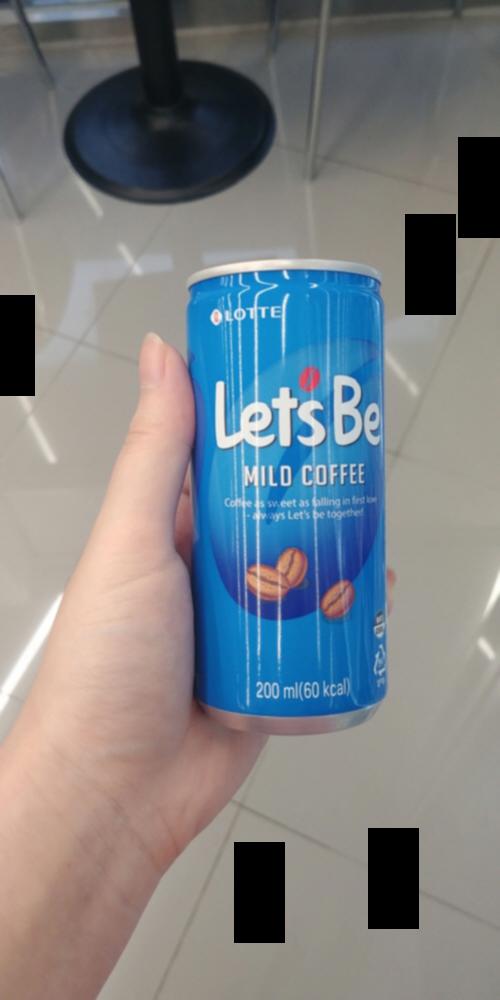 LOTTE
Let's Be
MILD COFFEE
Coffee as sweet as falling in first love
- always Let's be together!
200 ml(60 kcal)